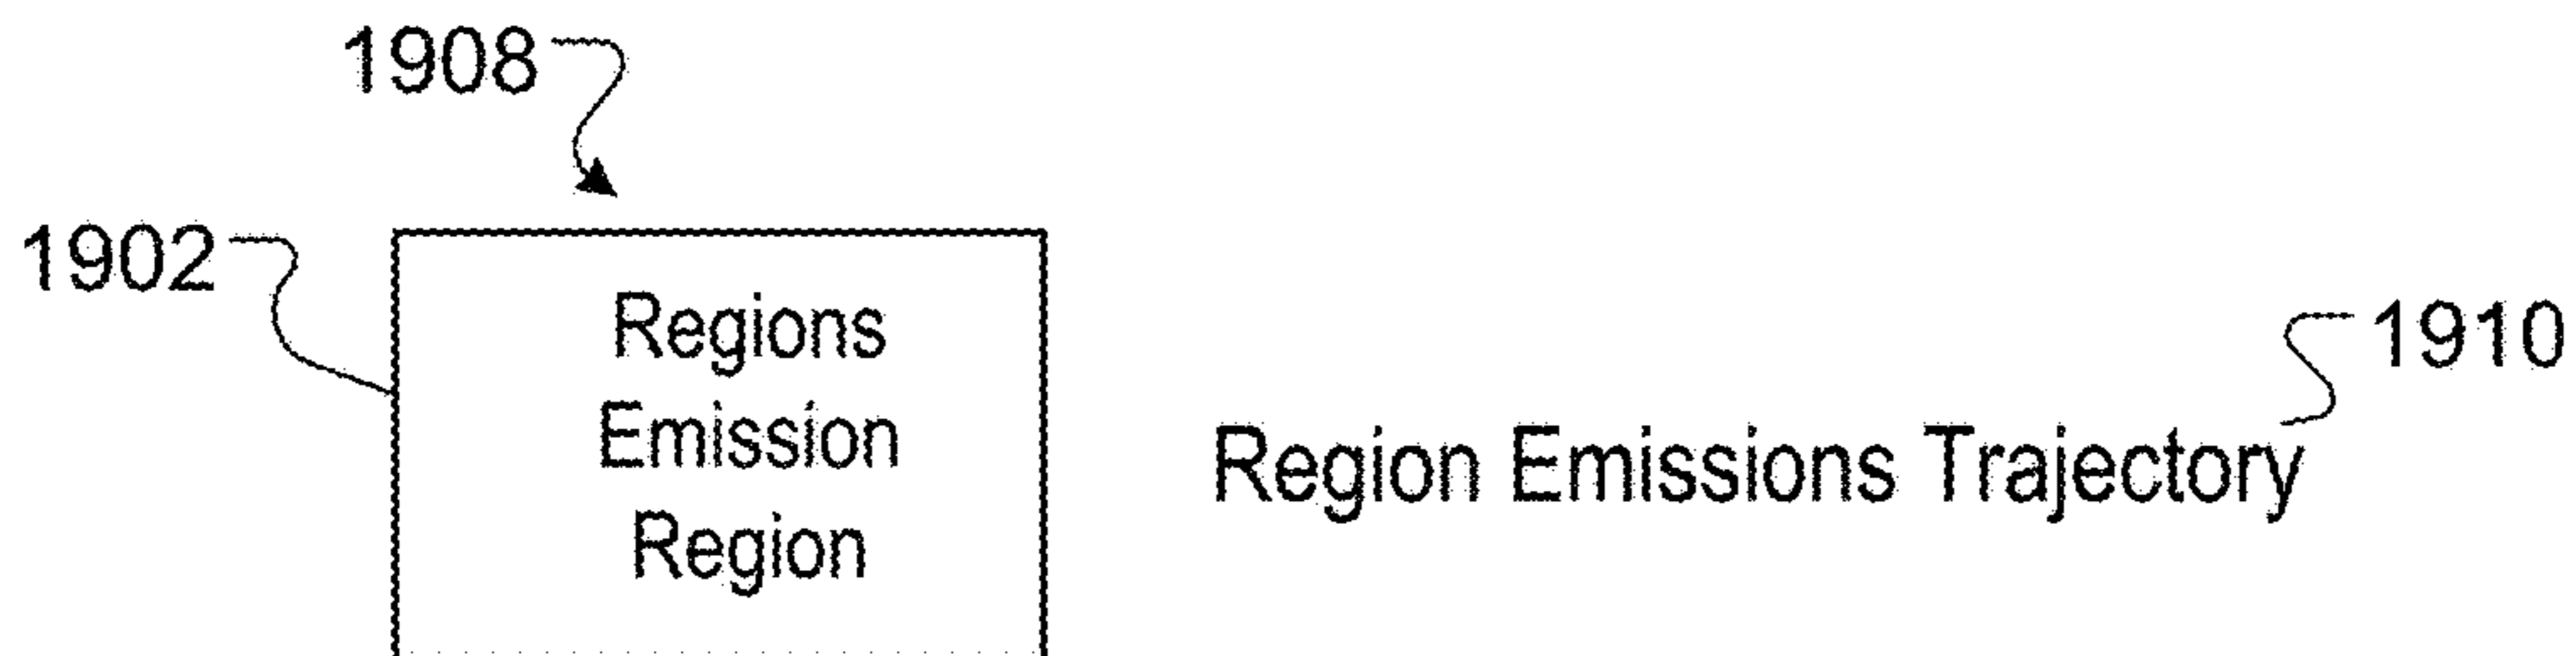 1908
1902
Regions
Emission
Region
1910
Region Emissions Trajectory